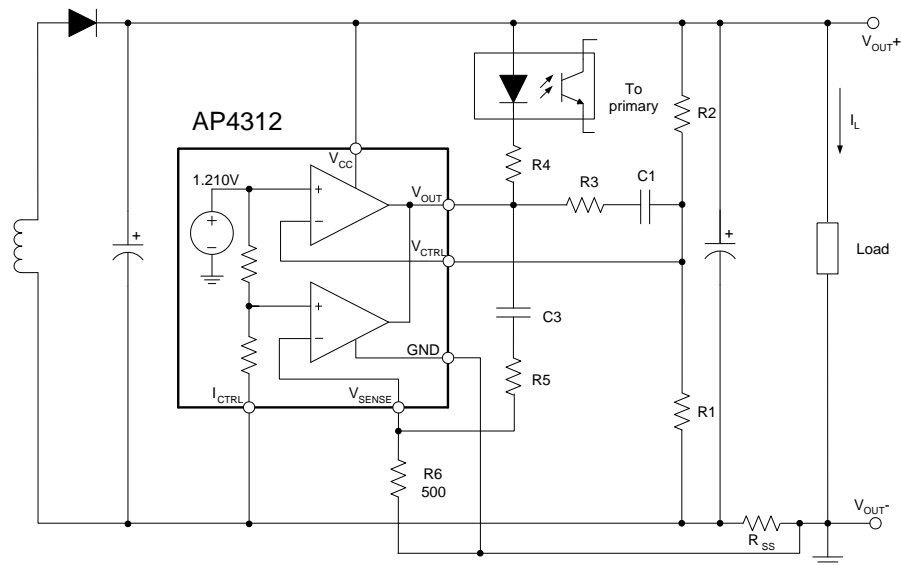 V_OUT+
To
primary
R2
I_L
AP4312
R4
V_CC
1.210V
+
V_OUT
R3
C1
+
+
−
−
+
V_CTRL
Load
+
C3
−
GND
R5
I_CTRL
V_SENSE
R1
R6
500
V_OUT-
R_SS